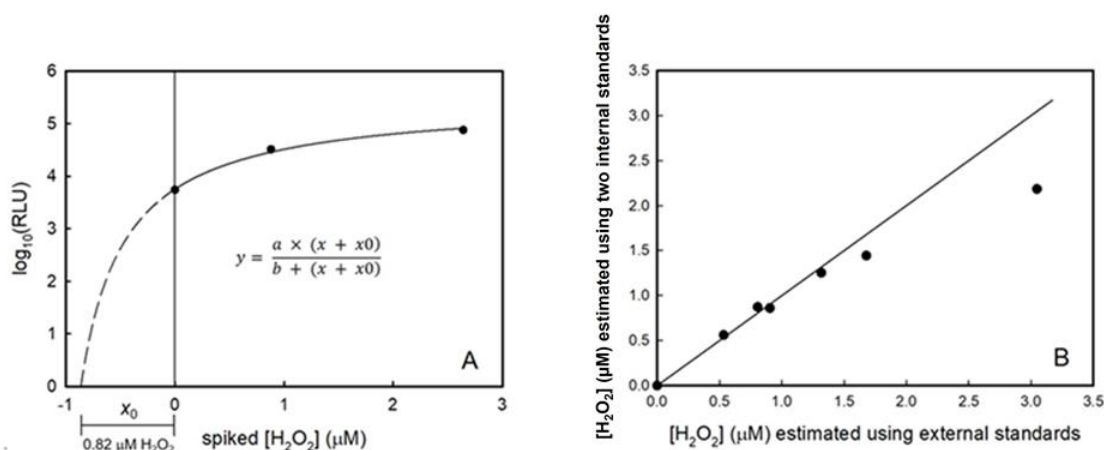 6
5
4
3
2
1
0
log₁₀(RLU)
y = a × (x + x0) / b + (x + x0)
A
-1 0 1 2 3
x₀
spiked [H₂O₂] (μM)
0.82 μM H₂O₂
[H₂O₂] (μM) estimated using two internal standards
3.5
3.0
2.5
2.0
1.5
1.0
0.5
0.0
B
0.0 0.5 1.0 1.5 2.0 2.5 3.0 3.5
[H₂O₂] (μM) estimated using external standards